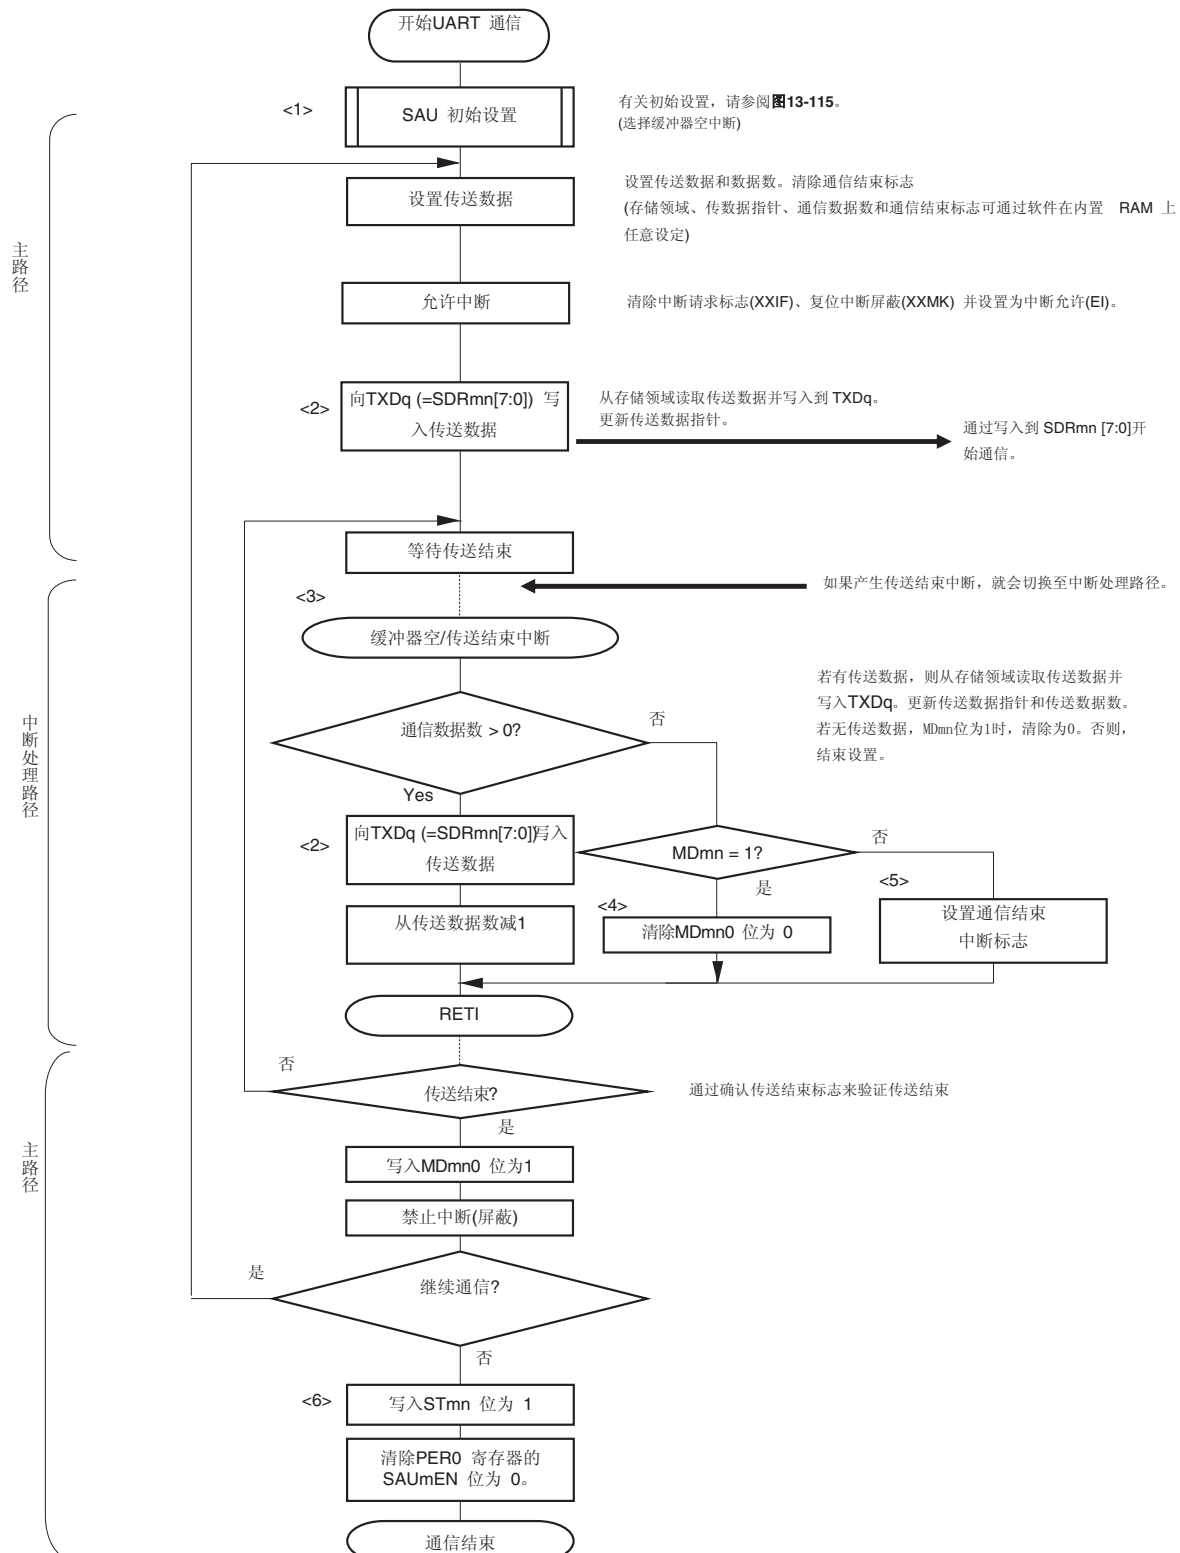 开始UART 通信
<1>
SAU 初始设置
有关初始设置，请参阅图13-115。
(选择缓冲器空中断)
设置传送数据
设置传送数据和数据数。清除通信结束标志
(存储领域、传数据指针、通信数据数和通信结束标志可通过软件在内置 RAM 上
任意设定)
主路径
允许中断
清除中断请求标志(XXIF)、复位中断屏蔽(XXMK) 并设置为中断允许(EI)。
<2>
向TXDq (=SDRmn[7:0]) 写
入传送数据
从存储领域读取传送数据并写入到 TXDq。
更新传送数据指针。
通过写入到 SDRmn [7:0]开
始通信。
等待传送结束
如果产生传送结束中断，就会切换至中断处理路径。
<3>
缓冲器空/传送结束中断
中断处理路径
通信数据数 > 0?
否
若有传送数据，则从存储领域读取传送数据并
写入TXDq。更新传送数据指针和传送数据数。
若无传送数据，MDmn位为1时，清除为0。否则，
结束设置。
Yes
<2>
向TXDq (=SDRmn[7:0])写入
传送数据
MDmn = 1?
否
是
<4>
<5>
从传送数据数减1
清除MDmn0 位为 0
设置通信结束
中断标志
RETI
否
传送结束?
通过确认传送结束标志来验证传送结束
是
主路径
写入MDmn0 位为1
禁止中断(屏蔽)
是
继续通信?
否
<6>
写入STmn 位为 1
清除PER0 寄存器的
SAUmEN 位为 0。
通信结束